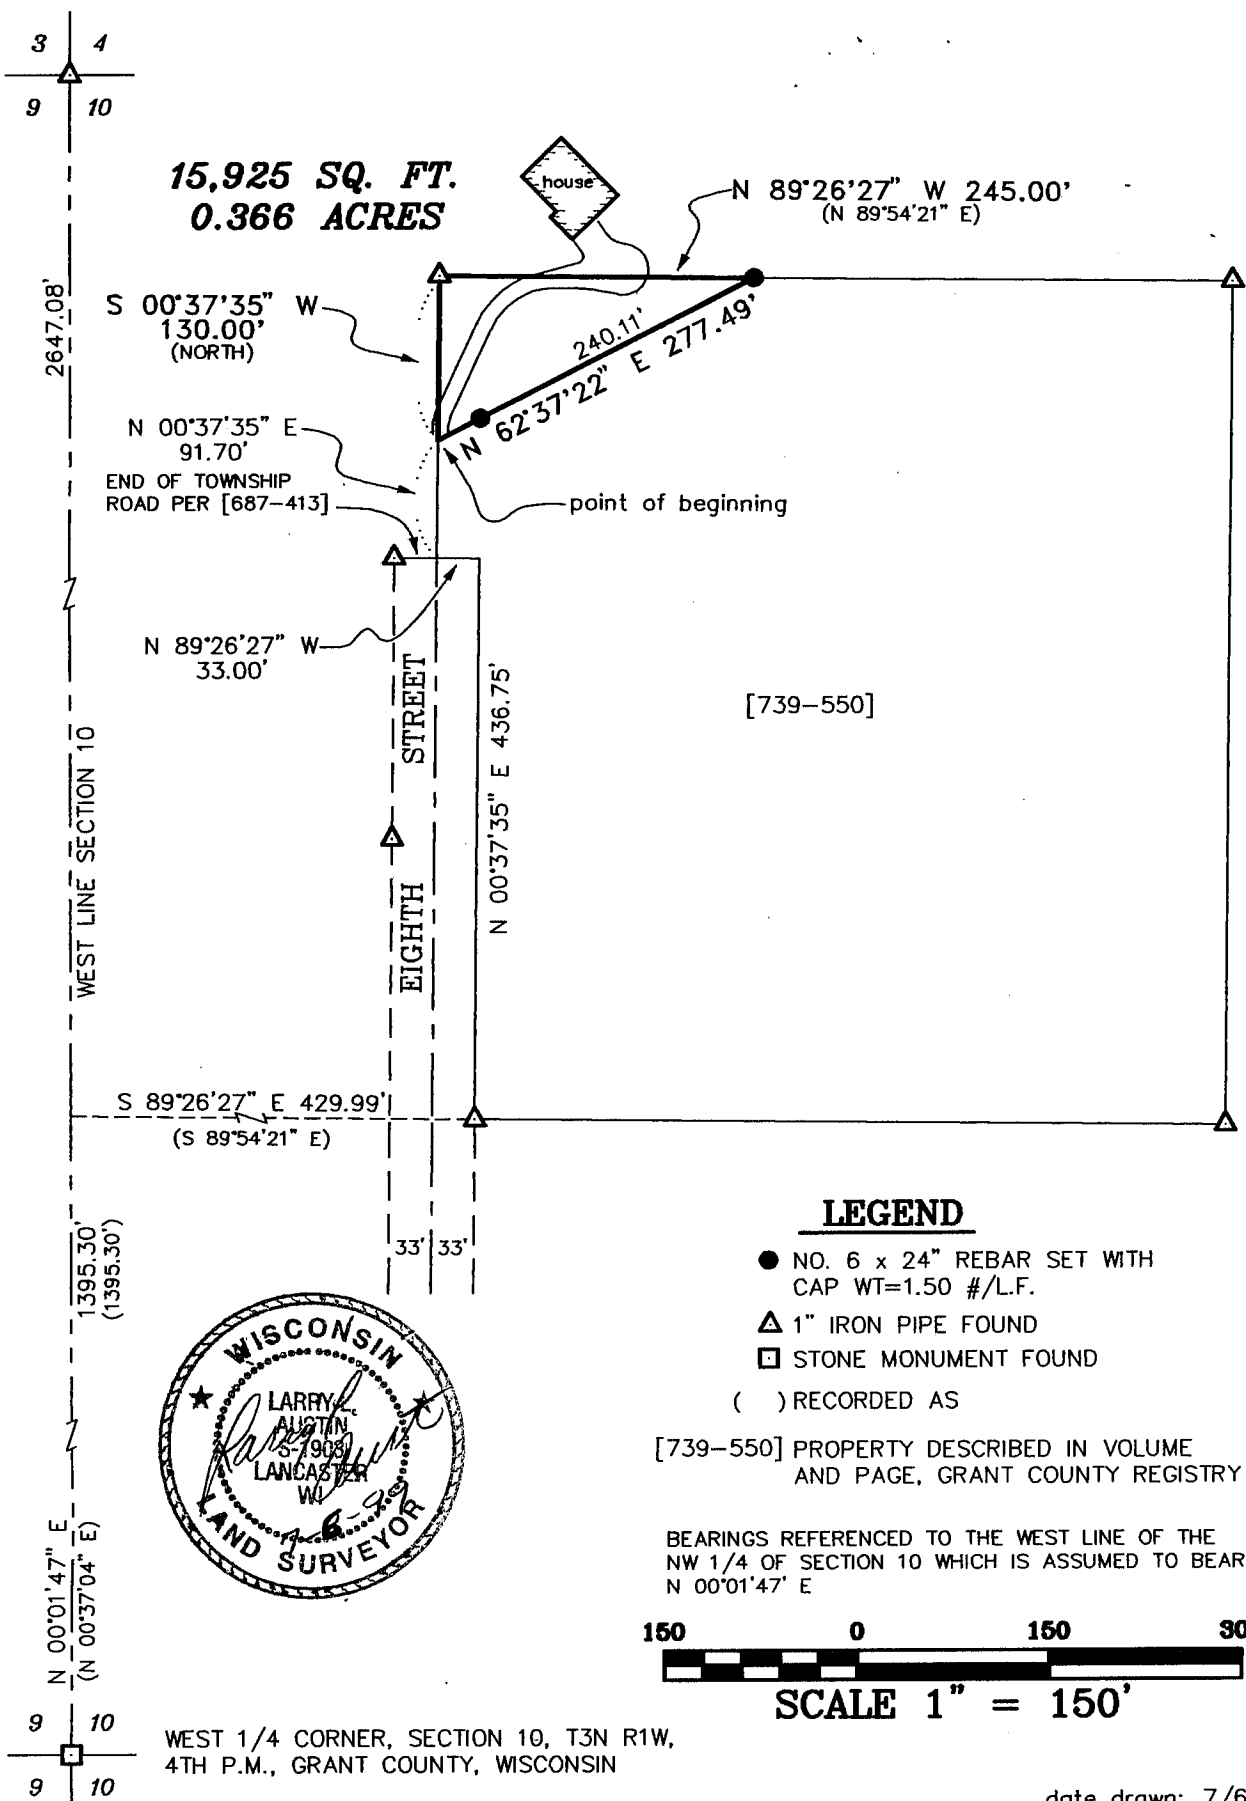 3 4
9 10
15,925 SQ. FT.
0.366 ACRES
house
N 89°26'27" W 245.00'
(N 89°54'21" E)
2647.08'
S 00°37'35" W
130.00'
(NORTH)
240.11'
N 62°37'22" E 277.49'
N 00°37'35" E
91.70'
END OF TOWNSHIP
ROAD PER [687-413]
point of beginning
N 89°26'27" W
33.00'
STREET
EIGHTH
N 00°37'35" E 436.75'
[739-550]
WEST LINE SECTION 10
S 89°26'27" E 429.99'
(S 89°54'21" E)
33' 33'
1395.30'
(1395.30')
LEGEND
NO. 6 x 24" REBAR SET WITH
CAP WT=1.50 #/L.F.
1" IRON PIPE FOUND
STONE MONUMENT FOUND
( ) RECORDED AS
[739-550] PROPERTY DESCRIBED IN VOLUME
AND PAGE, GRANT COUNTY REGISTRY
WISCONSIN
LARRY L.
AUSTIN
S-1903
LANCASTER
WI
LAND SURVEYOR
BEARINGS REFERENCED TO THE WEST LINE OF THE
NW 1/4 OF SECTION 10 WHICH IS ASSUMED TO BEAR
N 00°01'47' E
N 00°01'47" E
(N 00°37'04" E)
150 0 150 30
SCALE 1" = 150'
9 10
9 10
WEST 1/4 CORNER, SECTION 10, T3N R1W,
4TH P.M., GRANT COUNTY, WISCONSIN
date drawn: 7/6